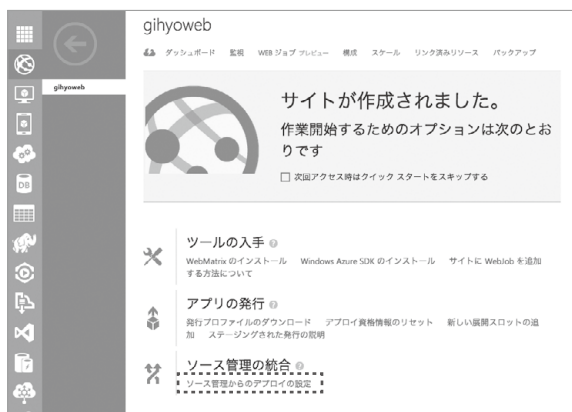 gihyoweb
ダッシュボード 監視 WEB ジョブ プレビュー 構成 スケール リンク済みリソース バックアップ
gihyoweb
サイトが作成されました。
作業開始するためのオプションは次のとお
りです
次回アクセス時はクイック スタートをスキップする
ツールの入手
WebMatrix のインストール Windows Azure SDK のインストール サイトに WebJob を追加
する方法について
アプリの発行
発行プロファイルのダウンロード デプロイ資格情報のリセット 新しい展開スロットの追
加 ステージングされた発行の説明
ソース管理の統合
ソース管理からのデプロイの設定
DB